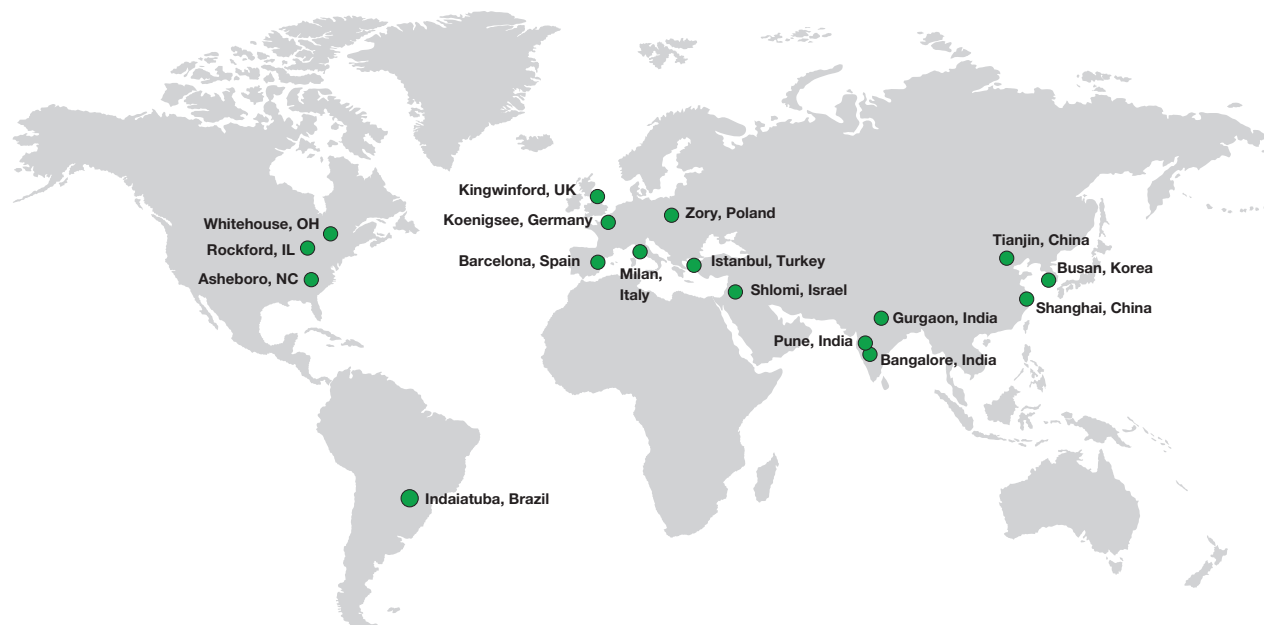 Kingwinford, UK
Koenigsee, Germany
Zory, Poland
Whitehouse, OH
Rockford, IL
Asheboro, NC
Barcelona, Spain
Milan,
Italy
Istanbul, Turkey
Shlomi, Israel
Tianjin, China
Busan, Korea
Shanghai, China
Gurgaon, India
Pune, India
Bangalore, India
Indaiatuba, Brazil